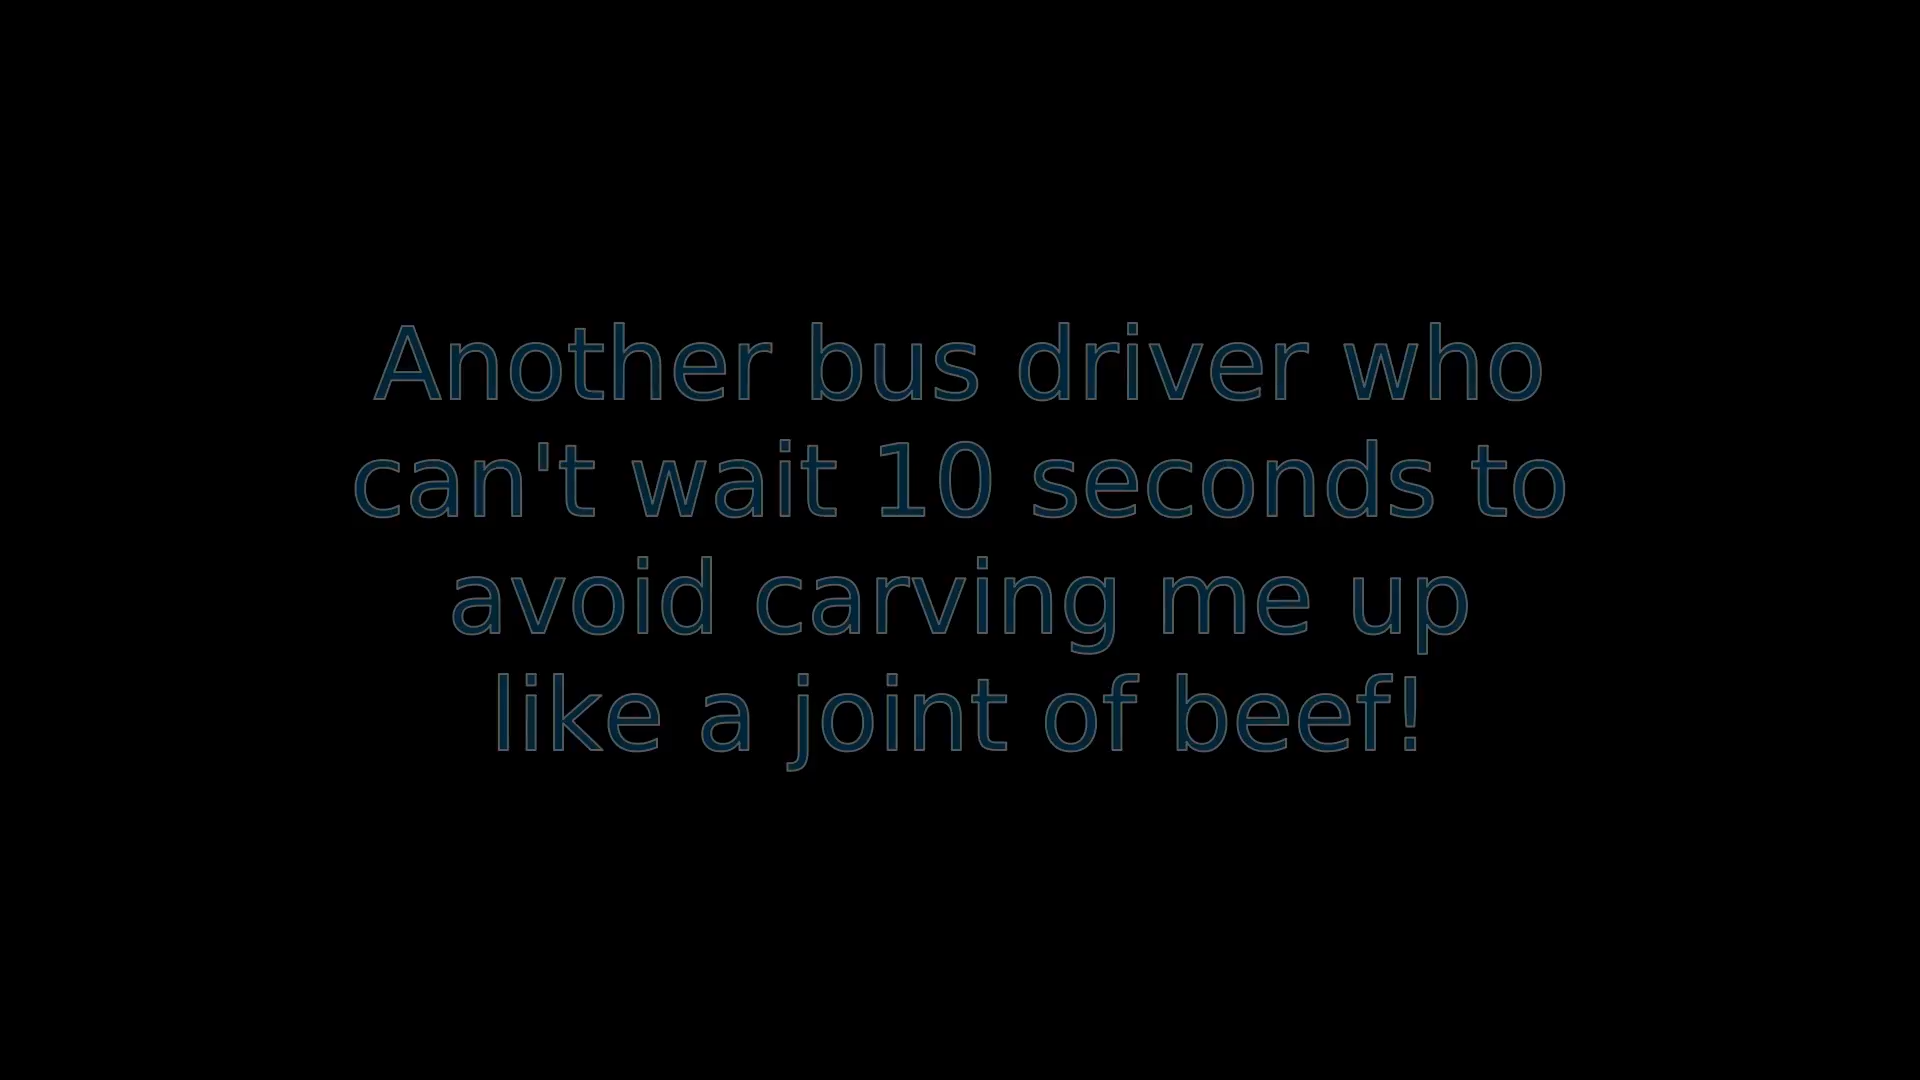 Another bus driver who
can't wait 10 seconds to
avoid carving me up
like a joint of beef!